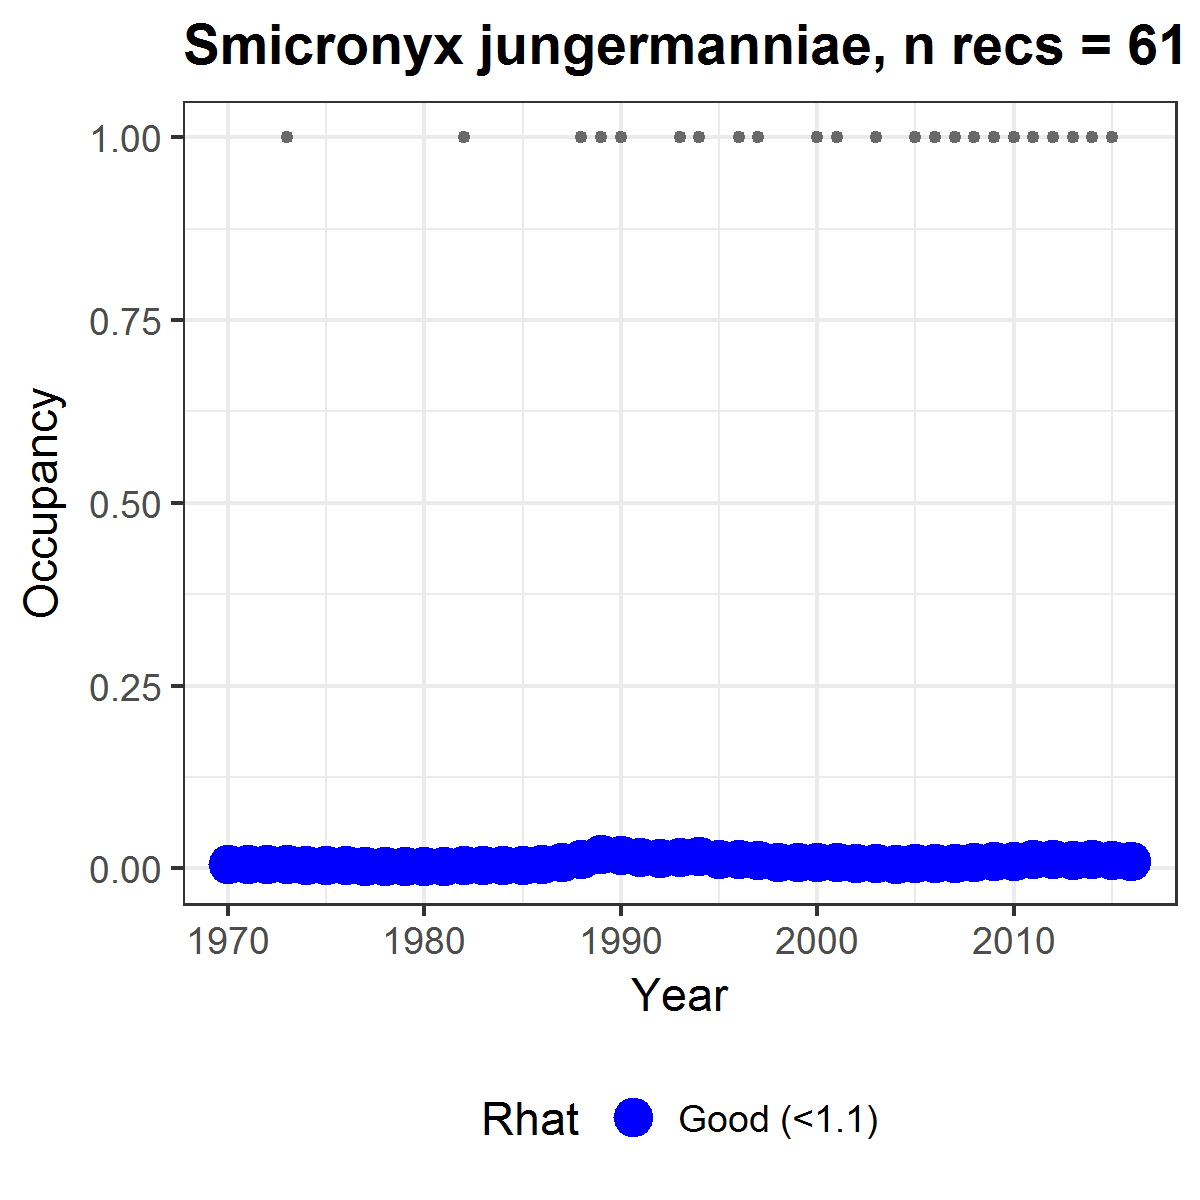 Smicronyx jungermanniae, n recs = 61
1.00
0.75
0.50
0.25
0.00
Occupancy
1970 1980 1990 2000 2010
Year
Rhat Good (<1.1)